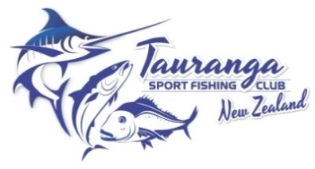 Tauranga
SPORT FISHING CLUB
New Zealand